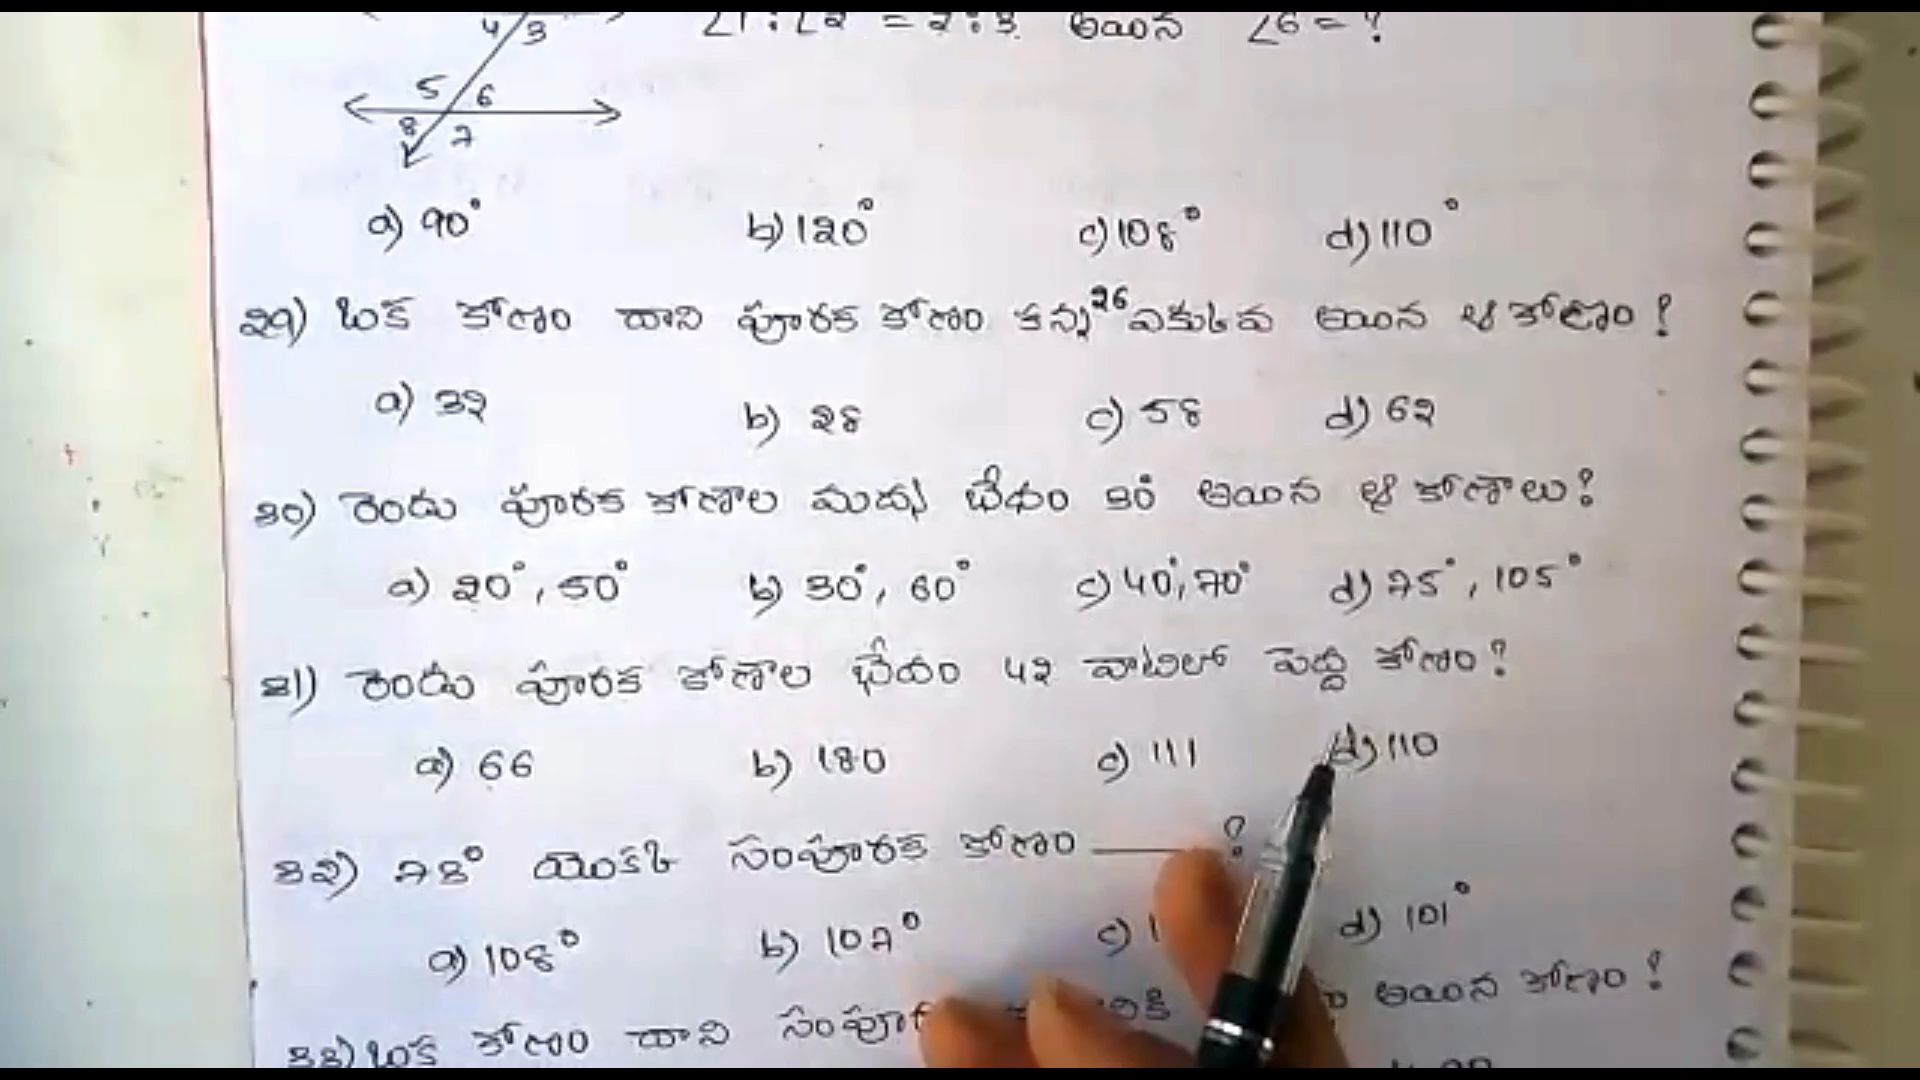 4 3 ∠1 : ∠2 = 2 : 3 అయిన ∠6 = ?
5 6
8 7
a) 90° b) 120° c) 108° d) 110°
29) ఒక కోణం దాని పూరక కోణం కన్న 26 ఎక్కువ అయిన ఆ కోణం ?
a) 32 b) 28 c) 58 d) 62
30) రెండు పూరక కోణాల మధ్య భేదం 30 అయిన ఆ కోణాలు ?
a) 20°, 50° b) 30°, 60° c) 40°, 70° d) 75°, 105°
31) రెండు పూరక కోణాల భేదం 42 వాటిలో పెద్ద కోణం ?
a) 66 b) 180 c) 111 d) 110
32) 78° యొక్క సంపూరక కోణం ——— ?
a) 108° b) 107° c) 1 d) 101°
33) ఒక కోణం దాని అయిన కోణం ?